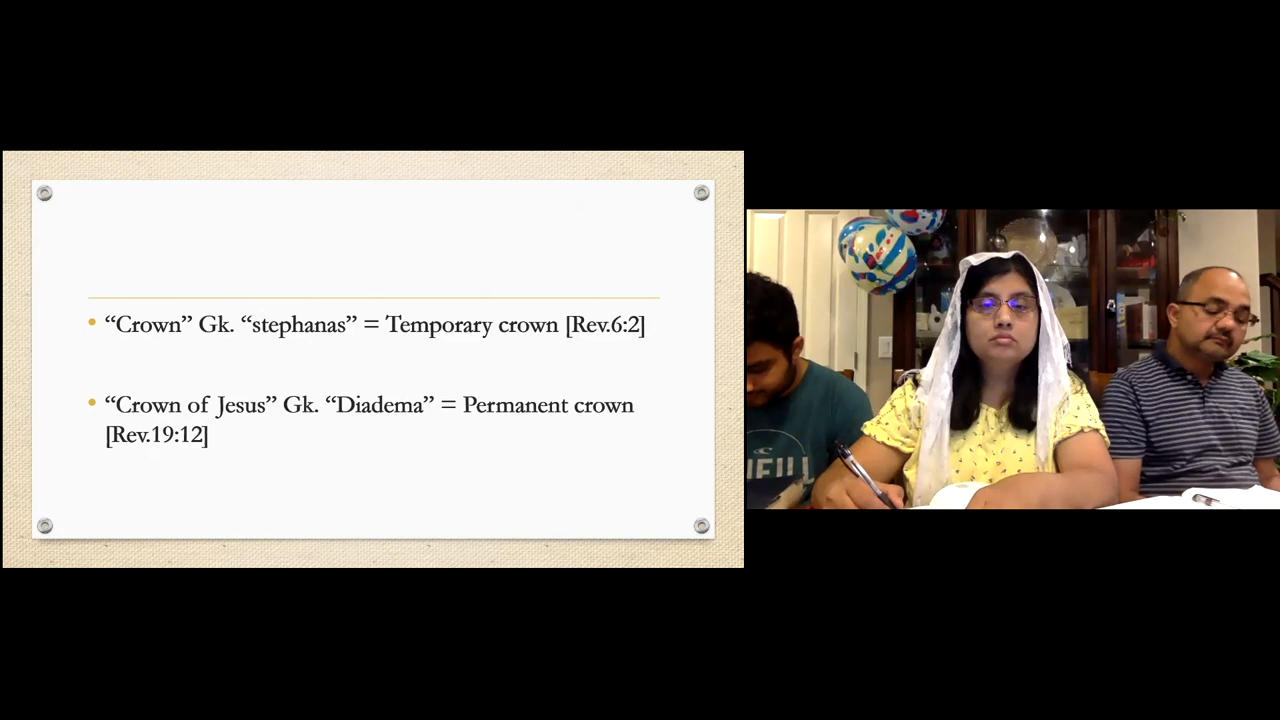 “Crown” Gk. “stephanas” = Temporary crown [Rev.6:2]
“Crown of Jesus” Gk. “Diadema” = Permanent crown
[Rev.19:12]